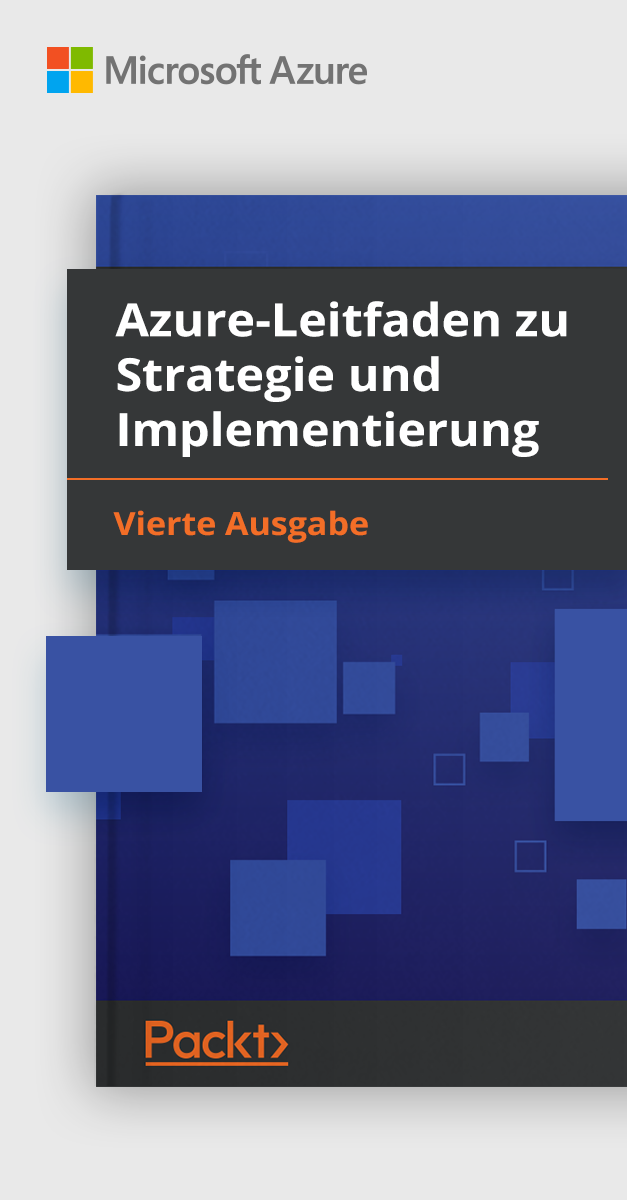 Microsoft Azure
Azure-Leitfaden zu
Strategie und
Implementierung
Vierte Ausgabe
Packt